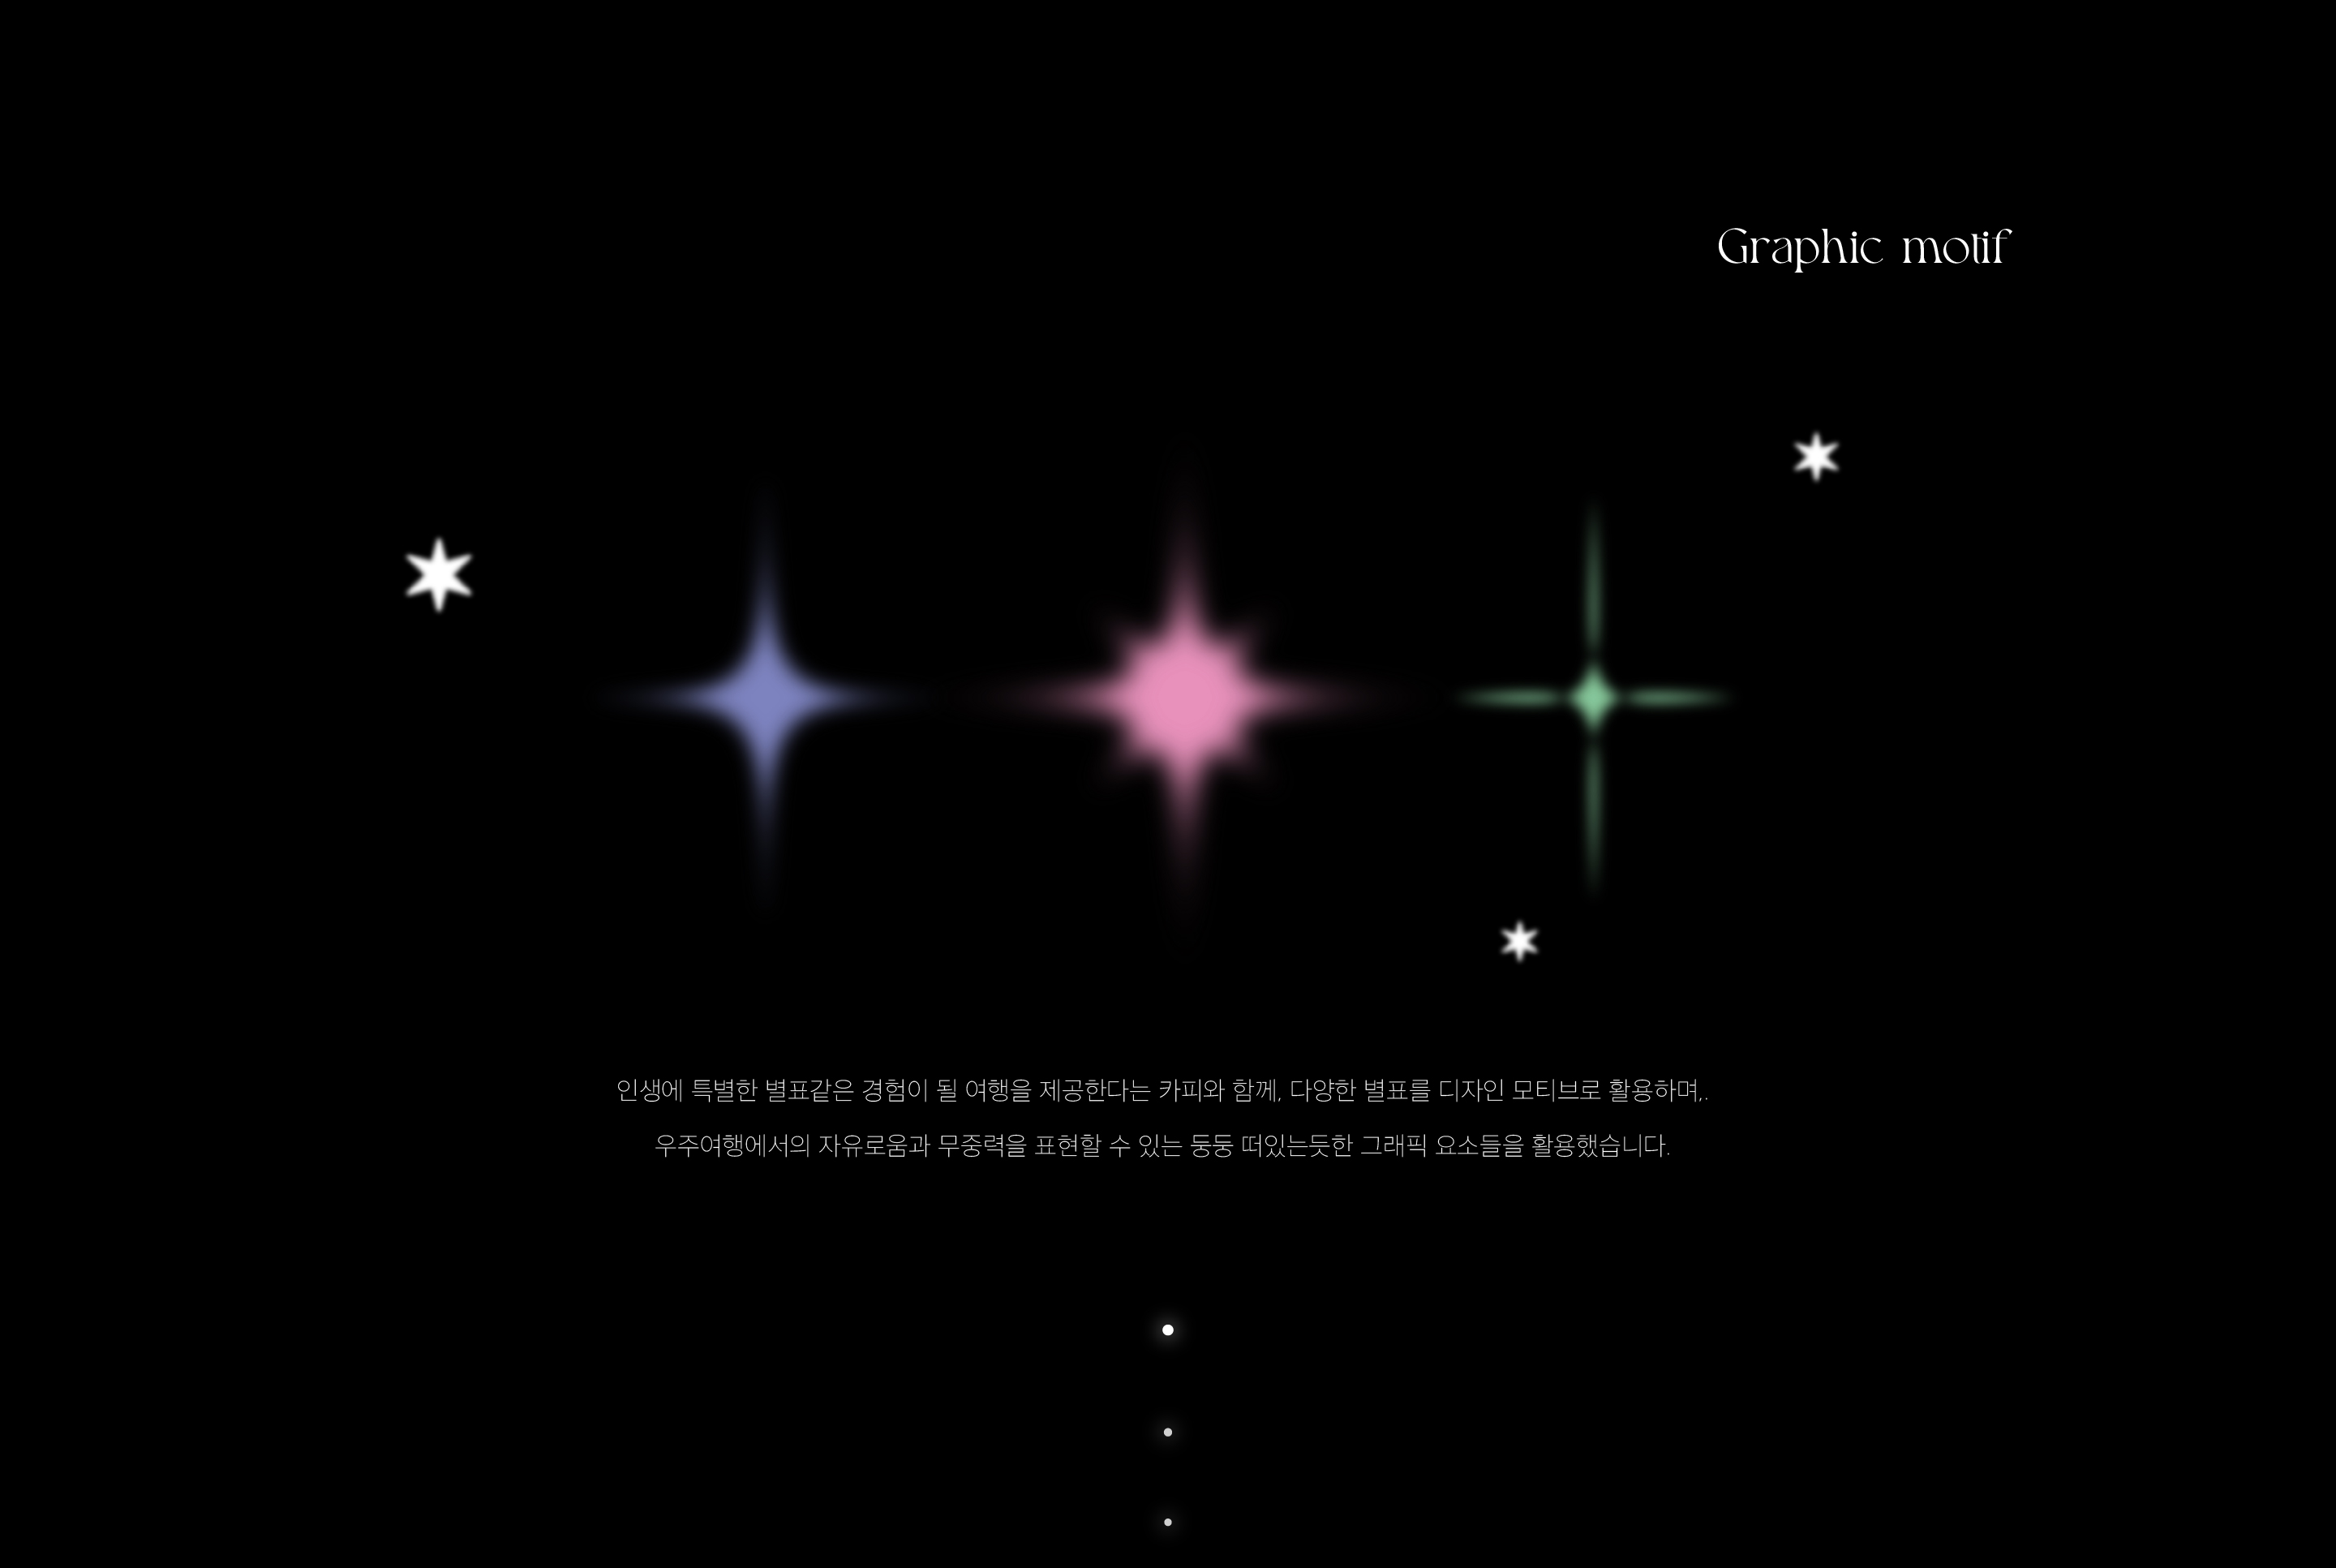 Graphic motif
인생에 특별한 별표같은 경험이 될 여행을 제공한다는 카피와 함께, 다양한 별표를 디자인 모티브로 활용하며,.
우주여행에서의 자유로움과 무중력을 표현할 수 있는 둥둥 떠있는듯한 그래픽 요소들을 활용했습니다.